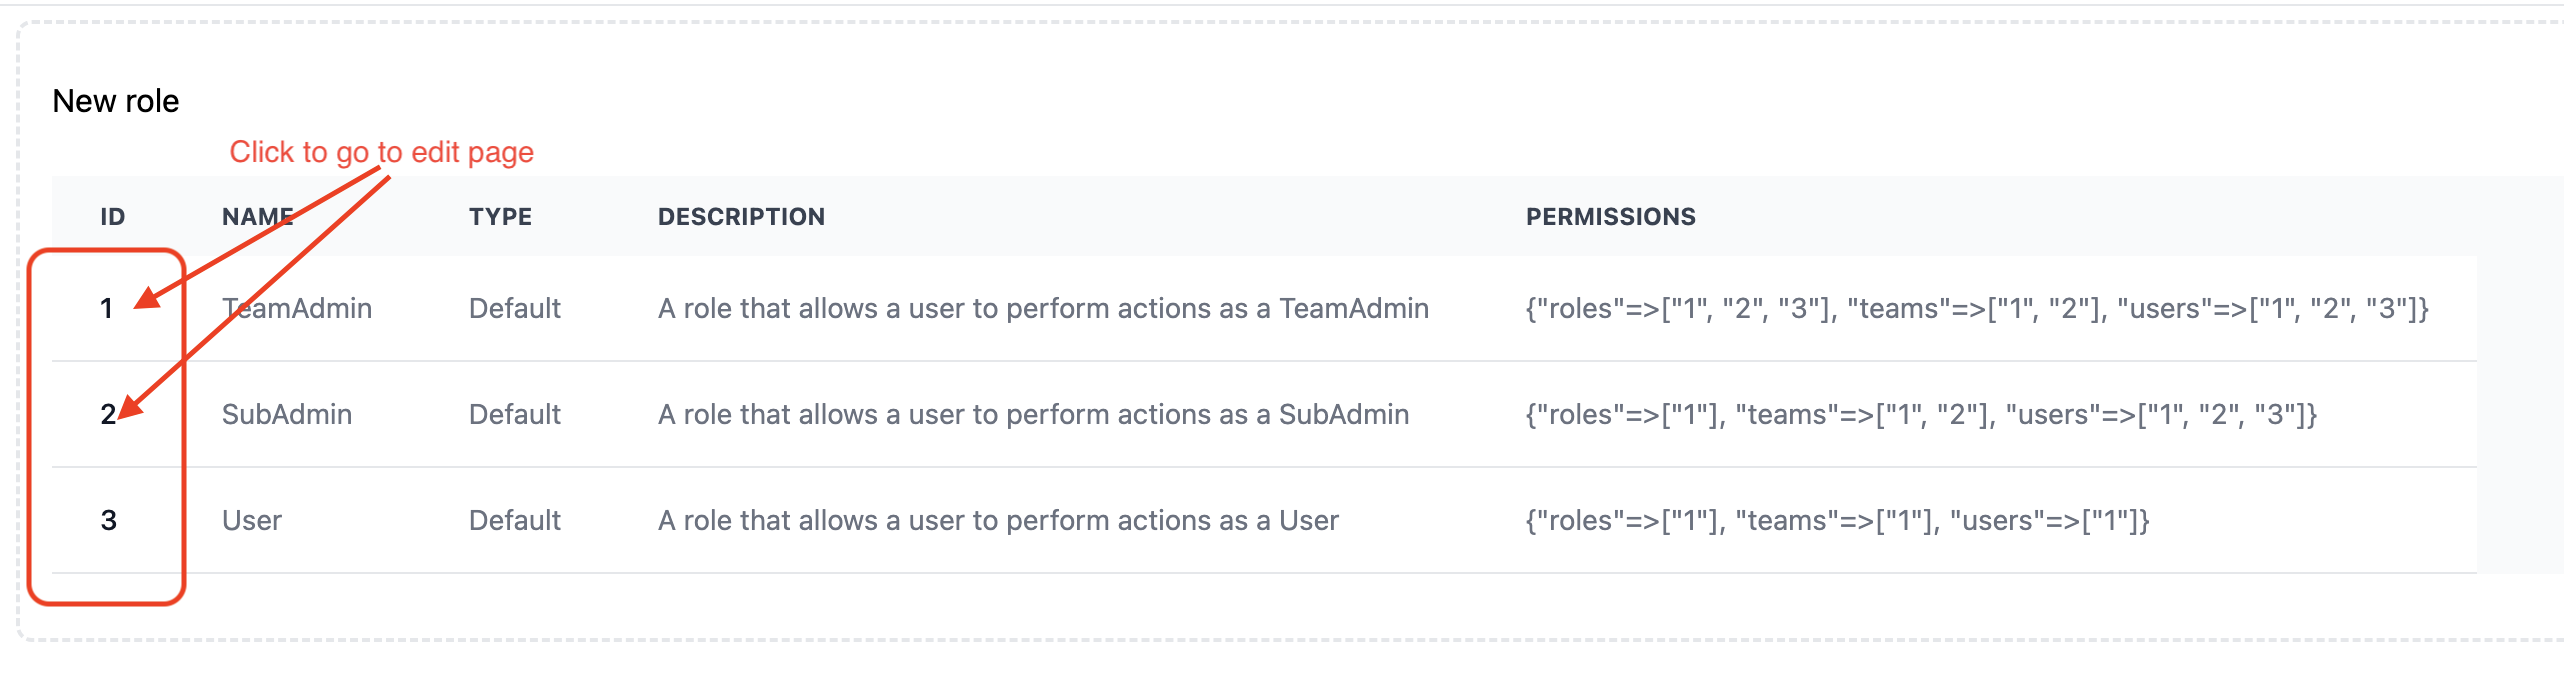 New role
Click to go to edit page
ID NAME TYPE DESCRIPTION PERMISSIONS
1 TeamAdmin Default A role that allows a user to perform actions as a TeamAdmin {"roles"=>["1", "2", "3"], "teams"=>["1", "2"], "users"=>["1", "2", "3"]}
2 SubAdmin Default A role that allows a user to perform actions as a SubAdmin {"roles"=>["1"], "teams"=>["1", "2"], "users"=>["1", "2", "3"]}
3 User Default A role that allows a user to perform actions as a User {"roles"=>["1"], "teams"=>["1"], "users"=>["1"]}